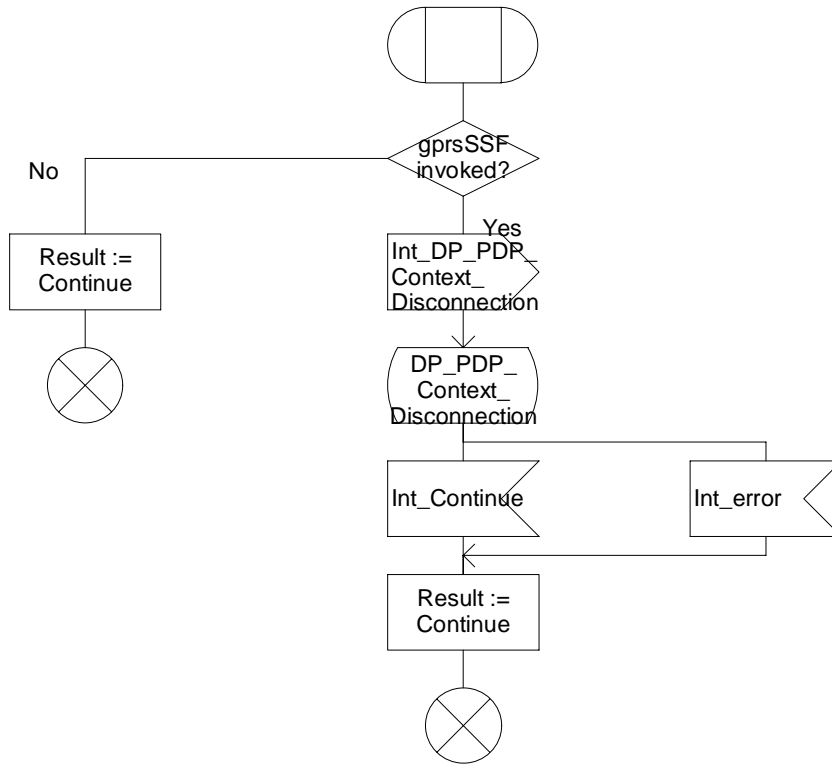 gprsSSF
invoked?
No
Yes
Result :=
Continue
Int_DP_PDP_
Context_
Disconnection
DP_PDP_
Context_
Disconnection
Int_Continue
Int_error
Result :=
Continue